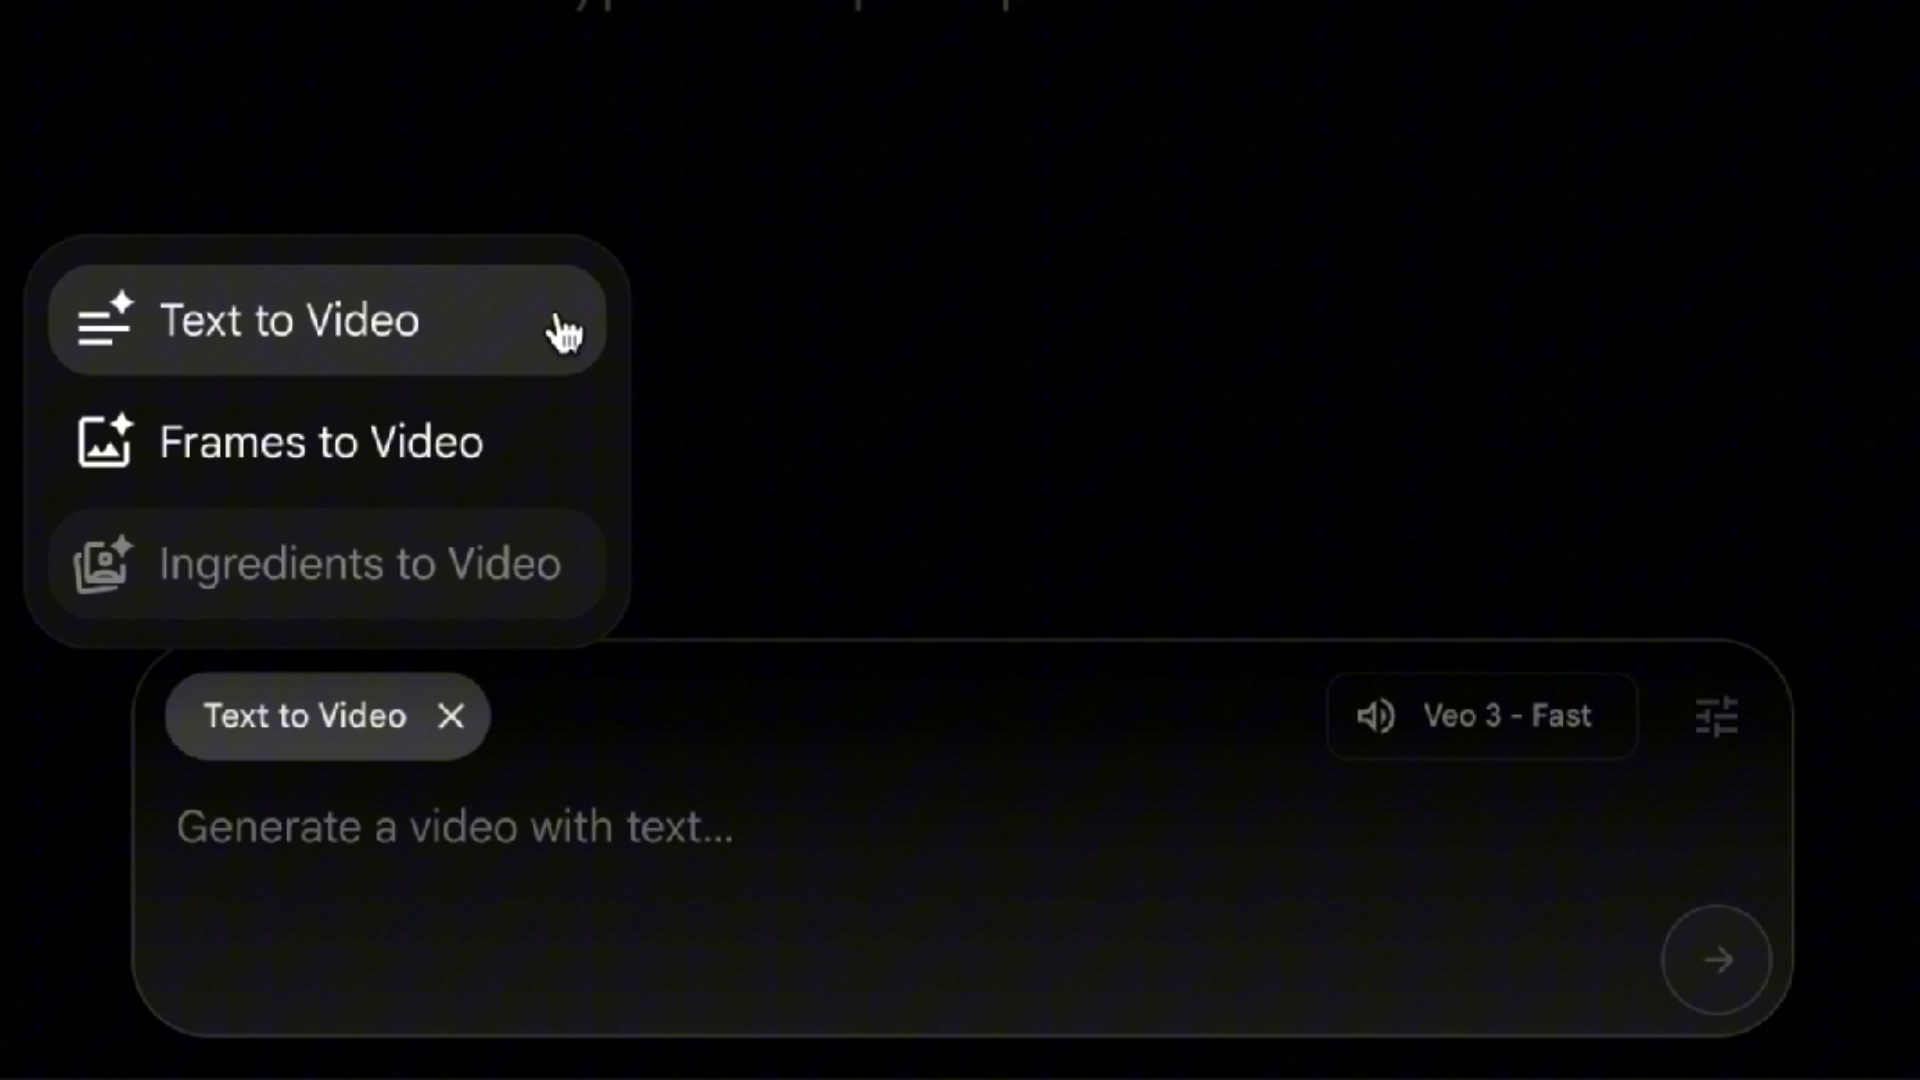 Text to Video
Frames to Video
Ingredients to Video
Text to Video
Veo 3 - Fast
Generate a video with text...